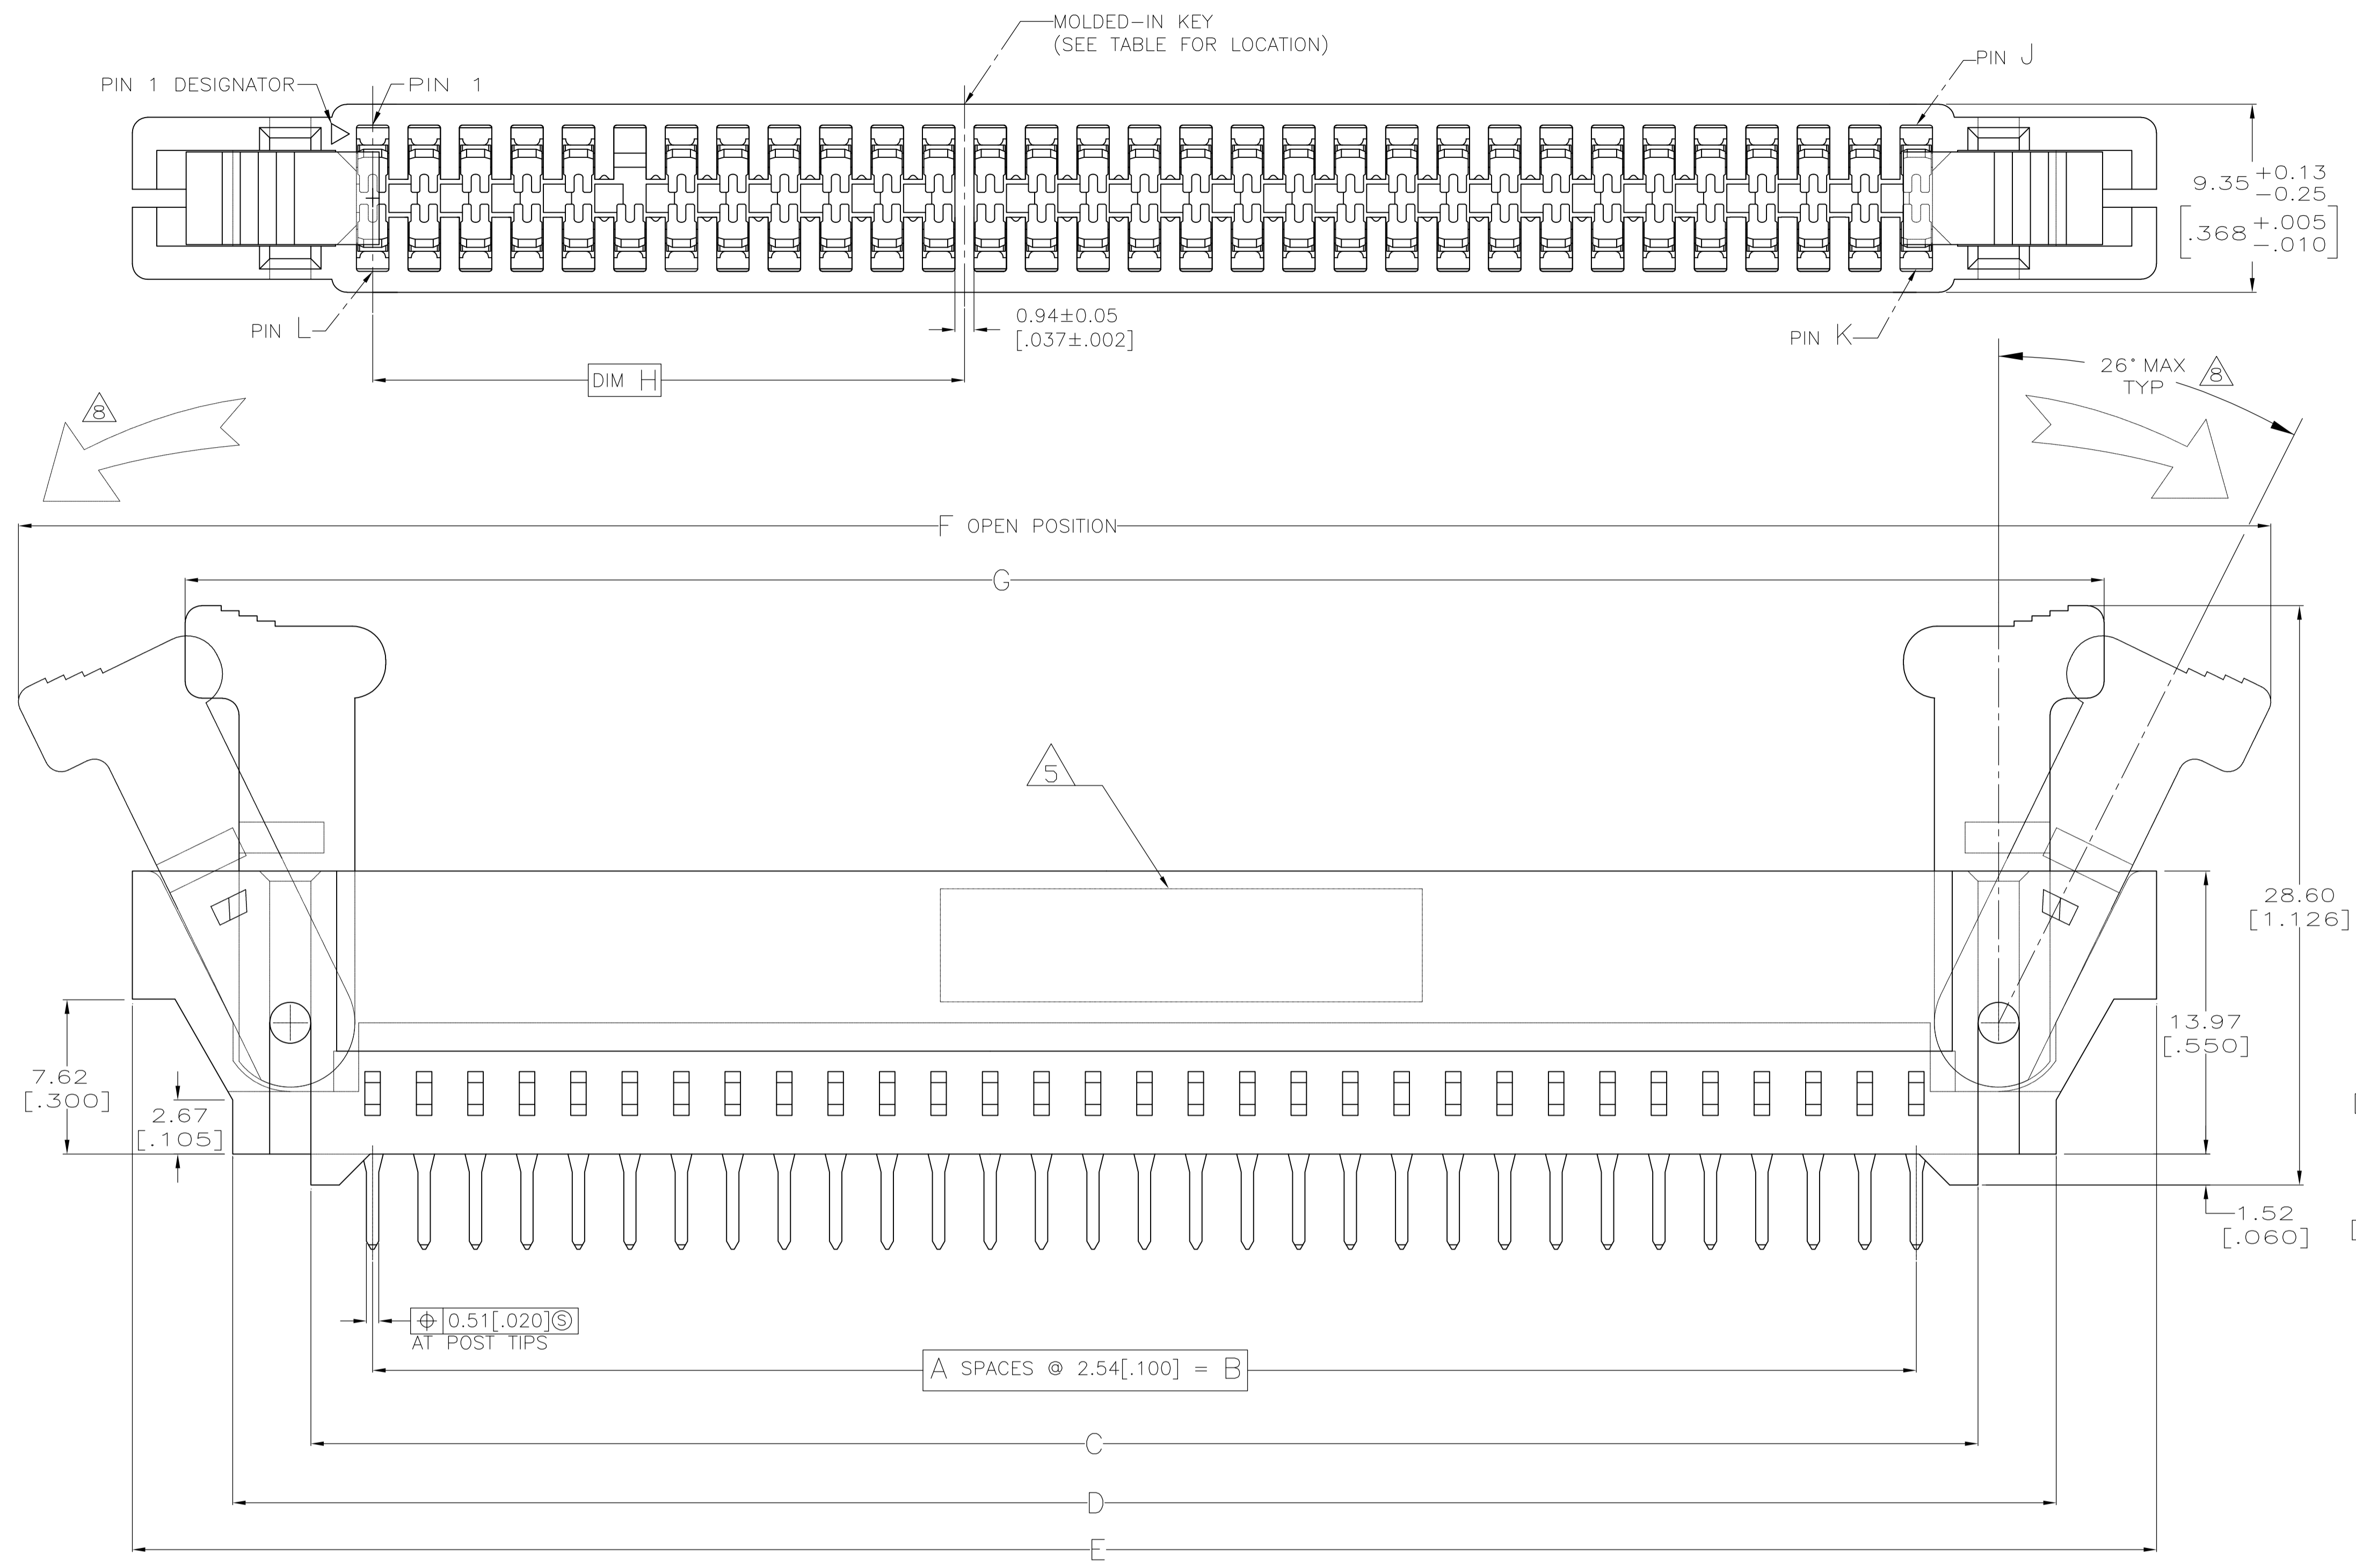 MOLDED-IN KEY
(SEE TABLE FOR LOCATION)
PIN J
PIN 1 DESIGNATOR
PIN 1
9.35 +0.13 -0.25
[.368 +.005 -.010]
0.94±0.05
[.037±.002]
PIN L
PIN K
DIM H
26° MAX
TYP
8
8
F OPEN POSITION
G
5
28.60
[1.126]
13.97
[.550]
7.62
[.300]
2.67
[.105]
1.52
[.060]
0.51[.020] S
AT POST TIPS
A SPACES @ 2.54[.100] = B
C
D
E